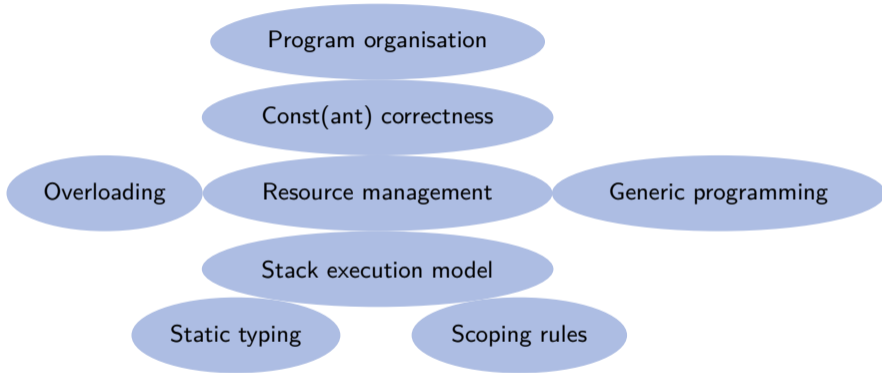 Program organisation
Const(ant) correctness
Overloading
Resource management
Generic programming
Stack execution model
Static typing
Scoping rules